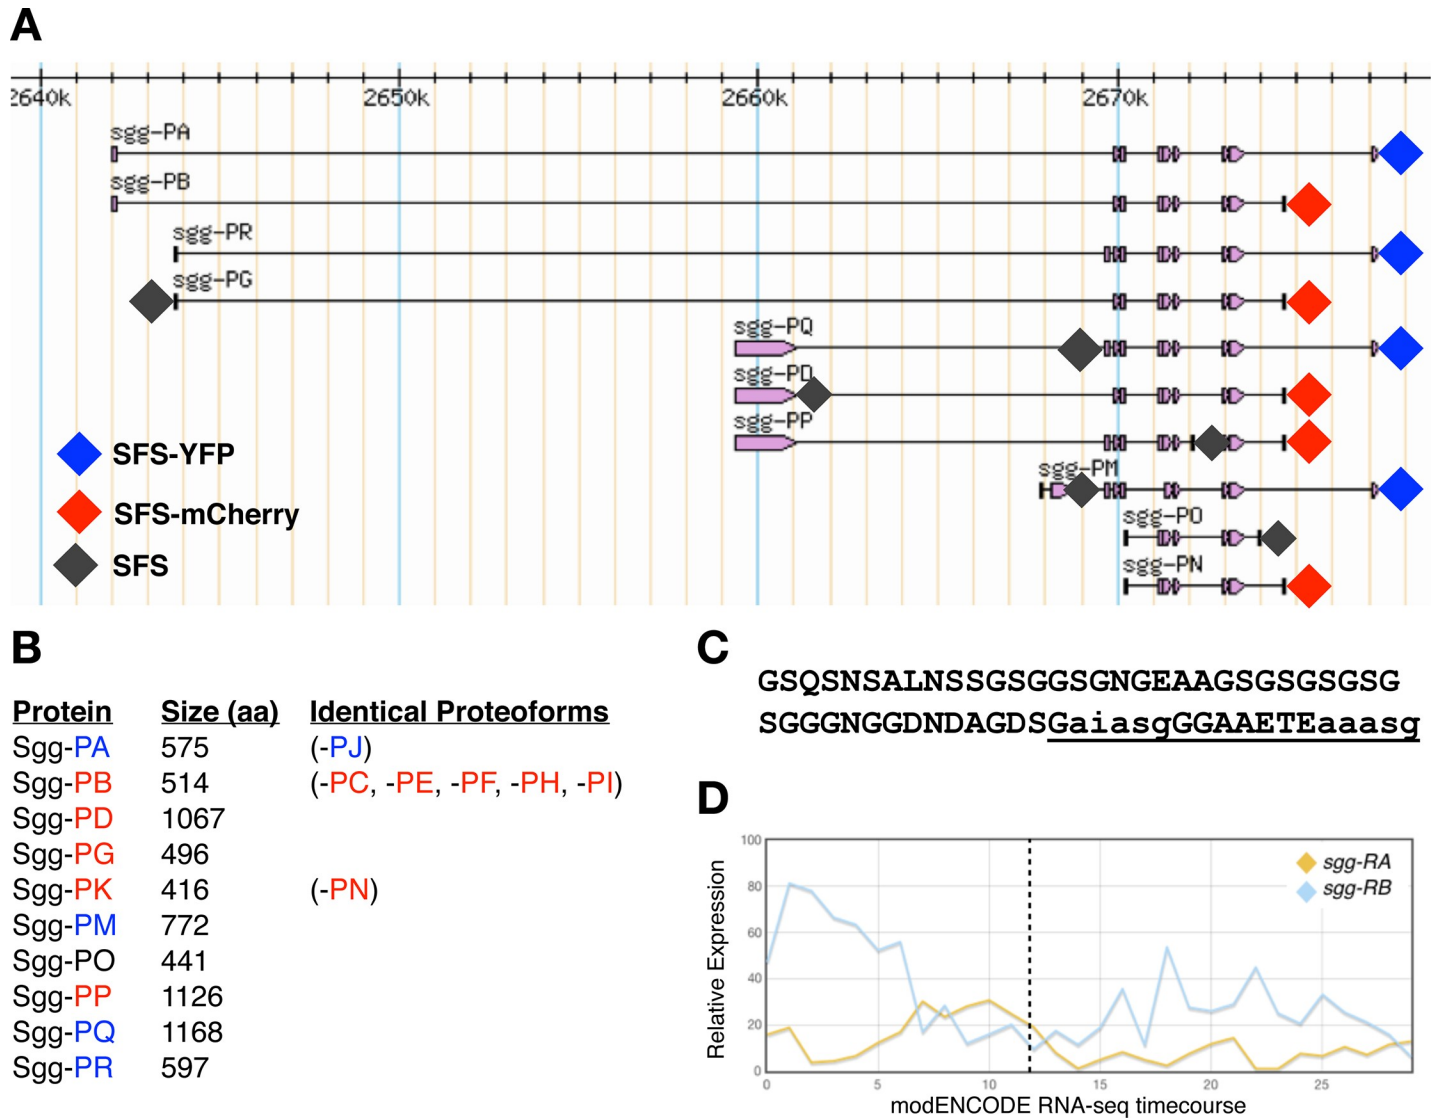 A
2640k 2650k 2660k 2670k
sgg-PA
sgg-PB
sgg-PR
sgg-PG
sgg-PQ
sgg-PD
sgg-PP
sgg-PM
sgg-PO
sgg-PN
SFS-YFP
SFS-mCherry
SFS
B
Protein Size (aa) Identical Proteoforms
Sgg-PA 575 (-PJ)
Sgg-PB 514 (-PC, -PE, -PF, -PH, -PI)
Sgg-PD 1067
Sgg-PG 496
Sgg-PK 416 (-PN)
Sgg-PM 772
Sgg-PO 441
Sgg-PP 1126
Sgg-PQ 1168
Sgg-PR 597
C
GSQSNSALNSSGSGGSGNGEAAGSGSGSGSG
SGGGNGGDNDAGDSGaiasgGGAAETEaaasg
D
Relative Expression
100
80
60
40
20
0
sgg-RA
sgg-RB
0 5 10 15 20 25
modENCODE RNA-seq timecourse